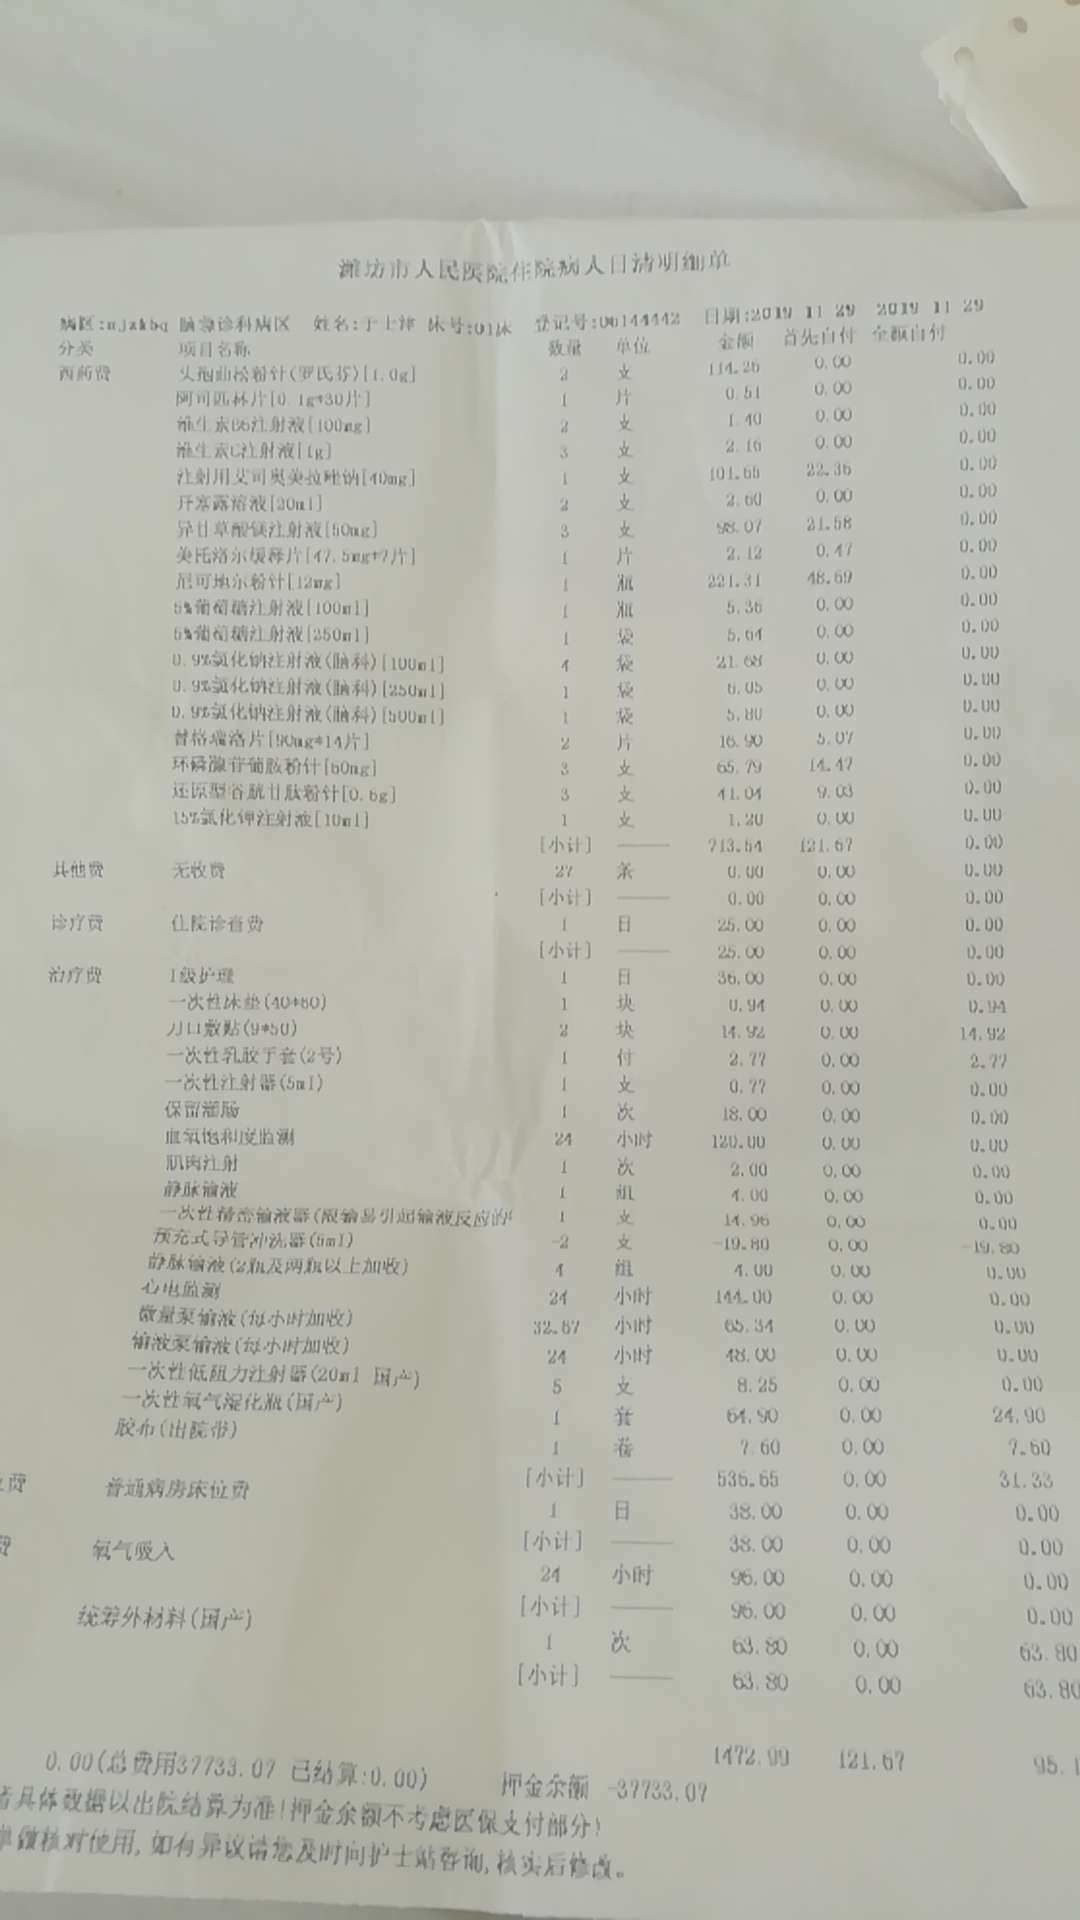 潍坊市人民医院住院病人日清明细单
病区:mjzkbq 脑急诊科病区 姓名:于士津 床号:01床 登记号:06144442 日期:2019 11 29 2019 11 29
分类 项目名称 数量 单位 金额 首先自付 全额自付
西药费 头孢曲松粉针(罗氏芬)[1.0g] 2 支 114.26 0.00 0.00
阿司匹林片[0.1g*30片] 1 片 0.51 0.00 0.00
维生素B6注射液[100mg] 2 支 1.40 0.00 0.00
维生素C注射液[1g] 3 支 2.16 0.00 0.00
注射用艾司奥美拉唑钠[40mg] 1 支 101.65 22.36 0.00
开塞露溶液[20ml] 2 支 2.60 0.00 0.00
异甘草酸镁注射液[50mg] 3 支 98.07 21.58 0.00
美托洛尔缓释片[47.5mg*7片] 1 片 2.12 0.47 0.00
尼可地尔粉针[12mg] 1 瓶 221.31 48.69 0.00
5%葡萄糖注射液[100ml] 1 瓶 5.36 0.00 0.00
5%葡萄糖注射液[250ml] 1 袋 5.64 0.00 0.00
0.9%氯化钠注射液(脑科)[100ml] 4 袋 21.68 0.00 0.00
0.9%氯化钠注射液(脑科)[250ml] 1 袋 6.05 0.00 0.00
0.9%氯化钠注射液(脑科)[500ml] 1 袋 5.80 0.00 0.00
替格瑞洛片[90mg*14片] 2 片 16.90 5.07 0.00
环磷腺苷葡胺粉针[60mg] 3 支 65.79 14.47 0.00
还原型谷胱甘肽粉针[0.6g] 3 支 41.04 9.03 0.00
15%氯化钾注射液[10ml] 1 支 1.20 0.00 0.00
[小计] —— 713.54 121.67 0.00
其他费 无收费 27 条 0.00 0.00 0.00
[小计] —— 0.00 0.00 0.00
诊疗费 住院诊查费 1 日 25.00 0.00 0.00
[小计] —— 25.00 0.00 0.00
治疗费 I级护理 1 日 36.00 0.00 0.00
一次性床垫(40*60) 1 块 0.94 0.00 0.94
刀口敷贴(9*50) 2 块 14.92 0.00 14.92
一次性乳胶手套(2号) 1 付 2.77 0.00 2.77
一次性注射器(5ml) 1 支 0.77 0.00 0.00
保留灌肠 1 次 18.00 0.00 0.00
血氧饱和度监测 24 小时 120.00 0.00 0.00
肌肉注射 1 次 2.00 0.00 0.00
静脉输液 1 组 4.00 0.00 0.00
一次性精密输液器(限输易引起输液反应的 1 支 14.96 0.00 0.00
预充式导管冲洗器(5ml) -2 支 -19.80 0.00 -19.80
静脉输液(2瓶及两瓶以上加收) 4 组 4.00 0.00 0.00
心电监测 24 小时 144.00 0.00 0.00
微量泵输液(每小时加收) 32.67 小时 65.34 0.00 0.00
输液泵输液(每小时加收) 24 小时 48.00 0.00 0.00
一次性低阻力注射器(20ml 国产) 5 支 8.25 0.00 0.00
一次性氧气湿化瓶(国产) 1 套 64.90 0.00 24.90
胶布(出院带) 1 卷 7.60 0.00 7.60
[小计] —— 536.65 0.00 31.33
位费 普通病房床位费 1 日 38.00 0.00 0.00
[小计] —— 38.00 0.00 0.00
费 氧气吸入 24 小时 96.00 0.00 0.00
[小计] —— 96.00 0.00 0.00
统筹外材料(国产) 1 次 63.80 0.00 63.80
[小计] —— 63.80 0.00 63.80
1472.99 121.67 95.1
0.00(总费用37733.07 已结算:0.00) 押金余额 -37733.07
具体数据以出院结算为准!押金余额不考虑医保支付部分!
单做核对使用,如有异议请您及时向护士站咨询,核实后修改。